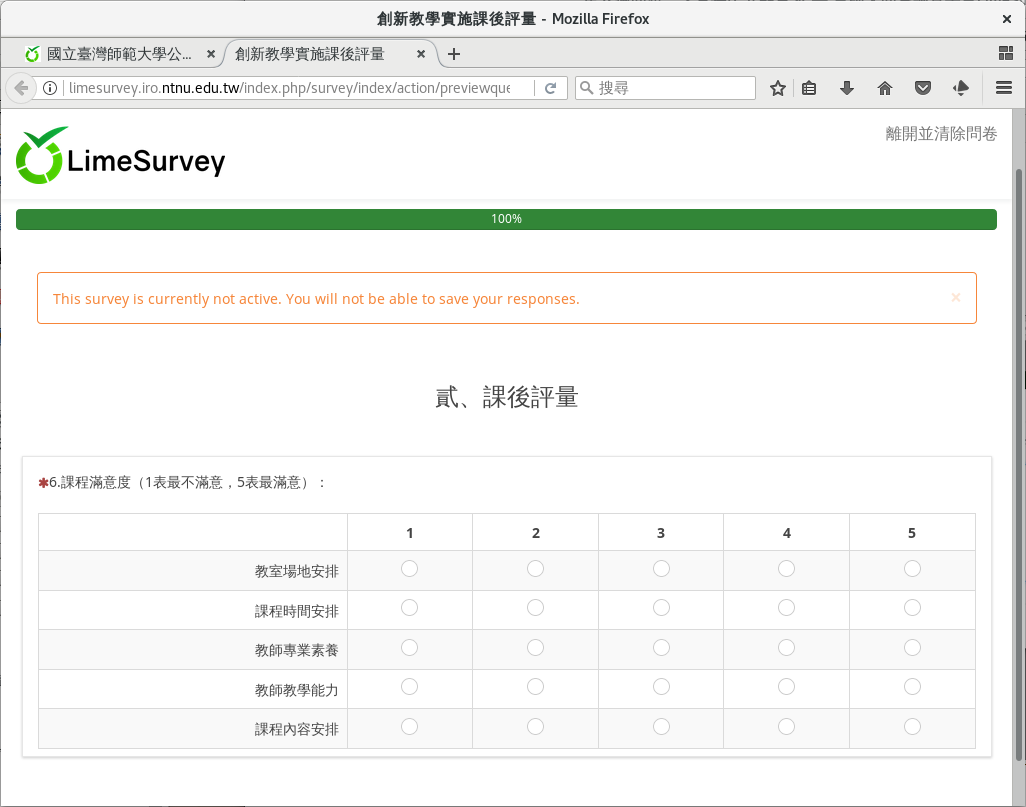 創新教學實施課後評量 - Mozilla Firefox
國立臺灣師範大學公...
創新教學實施課後評量
limesurvey.iro.ntnu.edu.tw/index.php/survey/index/action/previewque
搜尋
LimeSurvey
離開並清除問卷
100%
This survey is currently not active. You will not be able to save your responses.
貳、課後評量
✱6.課程滿意度（1表最不滿意，5表最滿意）：
1 2 3 4 5
教室場地安排
課程時間安排
教師專業素養
教師教學能力
課程內容安排